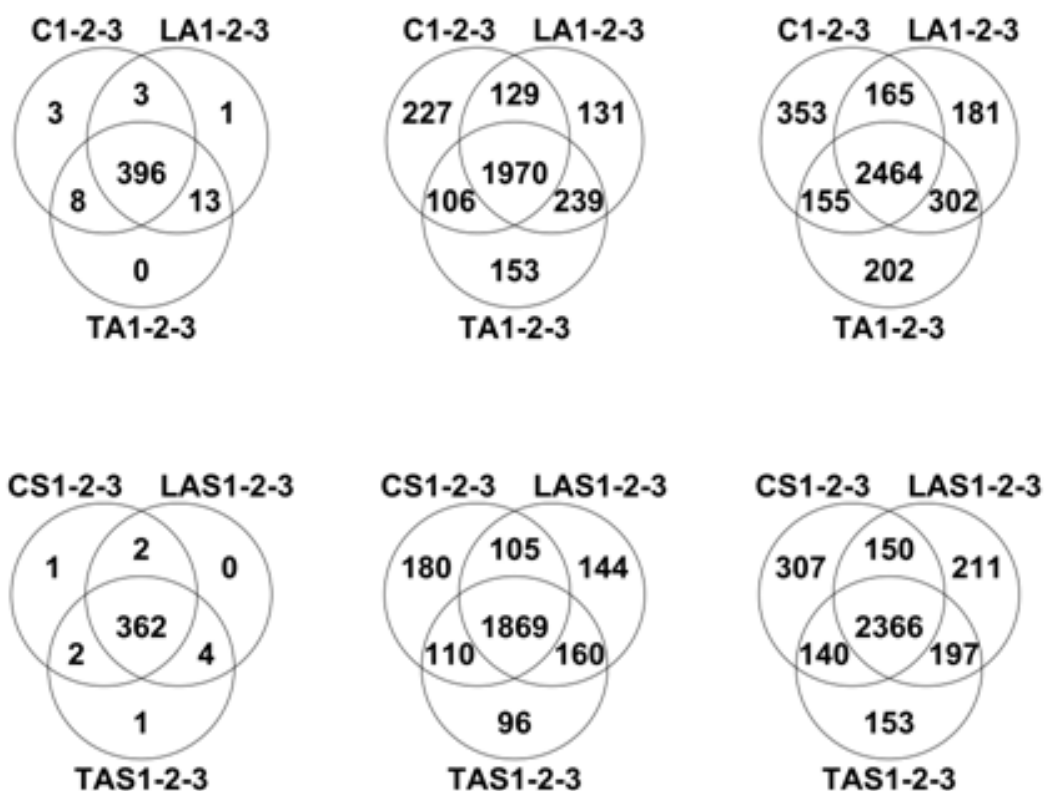 C1-2-3 LA1-2-3 C1-2-3 LA1-2-3 C1-2-3 LA1-2-3
3 3 1 227 129 131 353 165 181
396 1970 2464
8 13 106 239 155 302
0 153 202
TA1-2-3 TA1-2-3 TA1-2-3
CS1-2-3 LAS1-2-3 CS1-2-3 LAS1-2-3 CS1-2-3 LAS1-2-3
1 2 0 180 105 144 307 150 211
362 1869 2366
2 4 110 160 140 197
1 96 153
TAS1-2-3 TAS1-2-3 TAS1-2-3